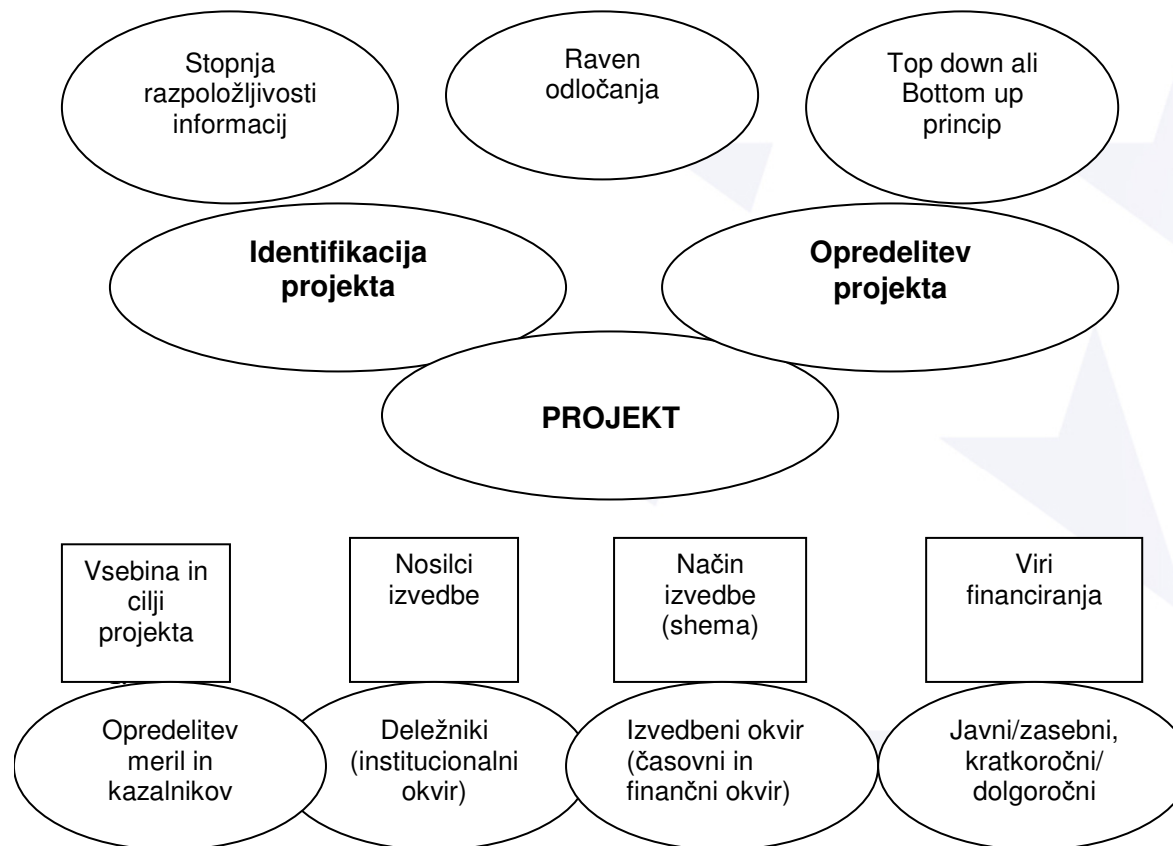 Stopnja
razpoložljivosti
informacij
Raven
odločanja
Top down ali
Bottom up
princip
Identifikacija
projekta
Opredelitev
projekta
PROJEKT
Vsebina in
cilji
projekta
Nosilci
izvedbe
Način
izvedbe
(shema)
Viri
financiranja
Opredelitev
meril in
kazalnikov
Deležniki
(institucionalni
okvir)
Izvedbeni okvir
(časovni in
finančni okvir)
Javni/zasebni,
kratkoročni/
dolgoročni